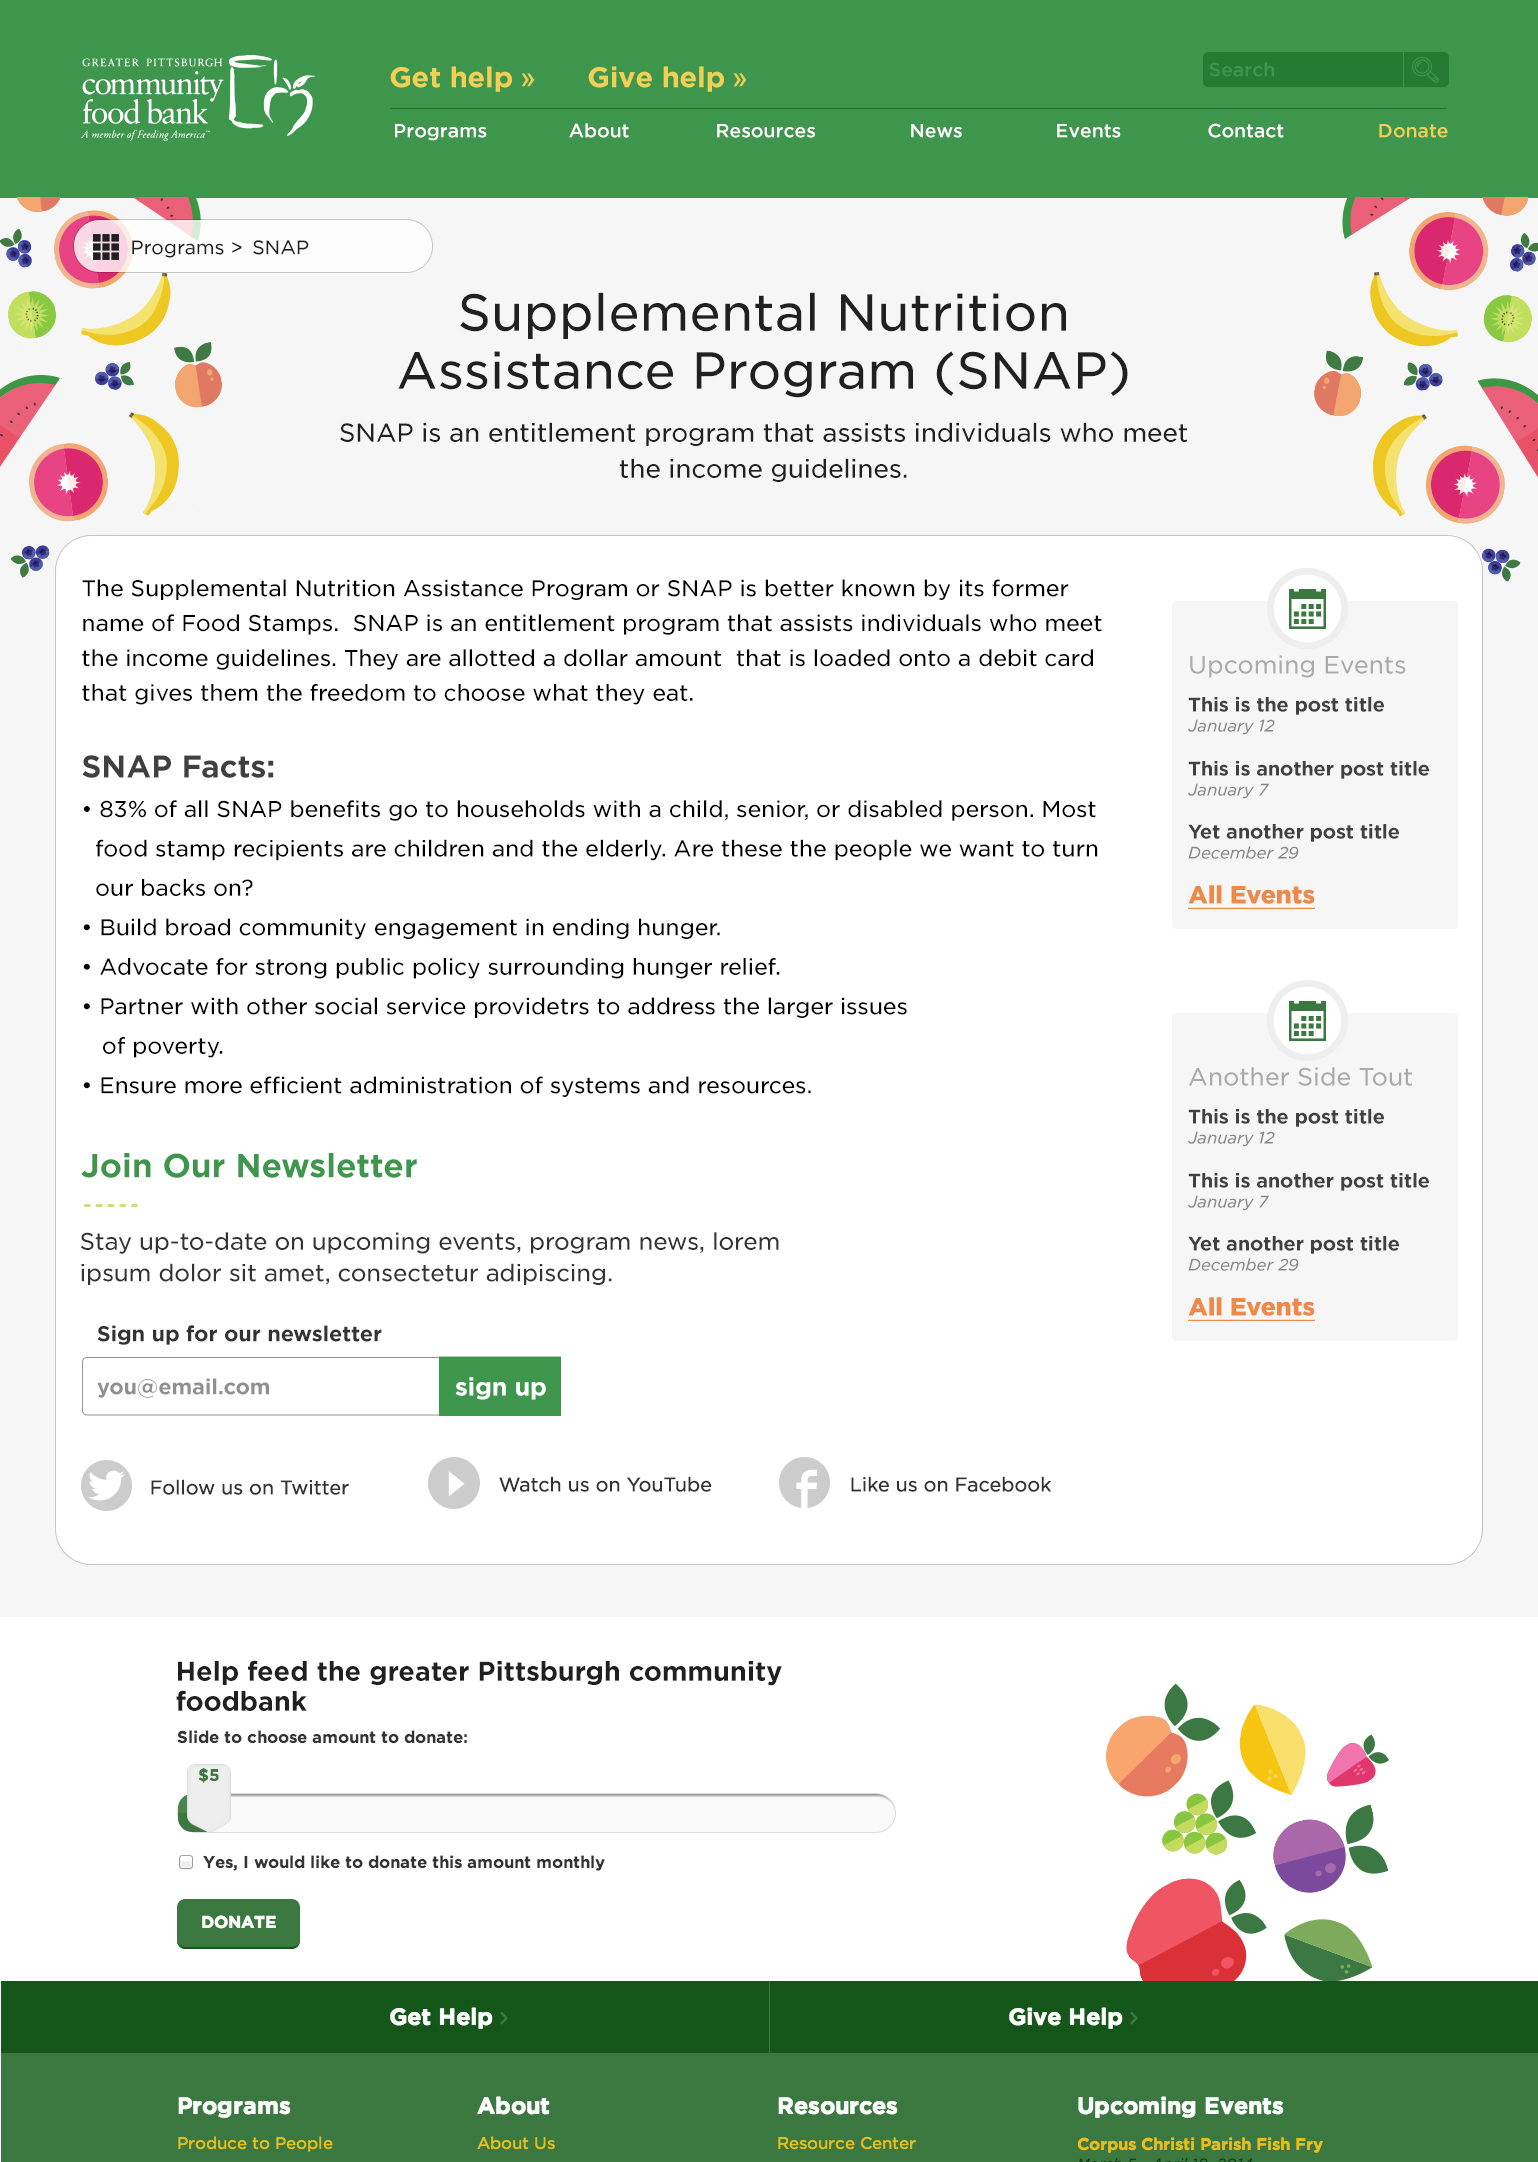 GREATER PITTSBURGH
community
food bank
A member of Feeding America™
Get help »
Give help »
Search
Programs
About
Resources
News
Events
Contact
Donate
Programs > SNAP
Supplemental Nutrition
Assistance Program (SNAP)
SNAP is an entitlement program that assists individuals who meet
the income guidelines.
The Supplemental Nutrition Assistance Program or SNAP is better known by its former
name of Food Stamps. SNAP is an entitlement program that assists individuals who meet
the income guidelines. They are allotted a dollar amount that is loaded onto a debit card
that gives them the freedom to choose what they eat.
SNAP Facts:
• 83% of all SNAP benefits go to households with a child, senior, or disabled person. Most
food stamp recipients are children and the elderly. Are these the people we want to turn
our backs on?
• Build broad community engagement in ending hunger.
• Advocate for strong public policy surrounding hunger relief.
• Partner with other social service providetrs to address the larger issues
of poverty.
• Ensure more efficient administration of systems and resources.
Join Our Newsletter
Stay up-to-date on upcoming events, program news, lorem
ipsum dolor sit amet, consectetur adipiscing.
Sign up for our newsletter
you@email.com
sign up
Follow us on Twitter
Watch us on YouTube
Like us on Facebook
Upcoming Events
This is the post title
January 12
This is another post title
January 7
Yet another post title
December 29
All Events
Another Side Tout
This is the post title
January 12
This is another post title
January 7
Yet another post title
December 29
All Events
Help feed the greater Pittsburgh community
foodbank
Slide to choose amount to donate:
$5
Yes, I would like to donate this amount monthly
DONATE
Get Help ›
Give Help ›
Programs
Produce to People
About
About Us
Resources
Resource Center
Upcoming Events
Corpus Christi Parish Fish Fry